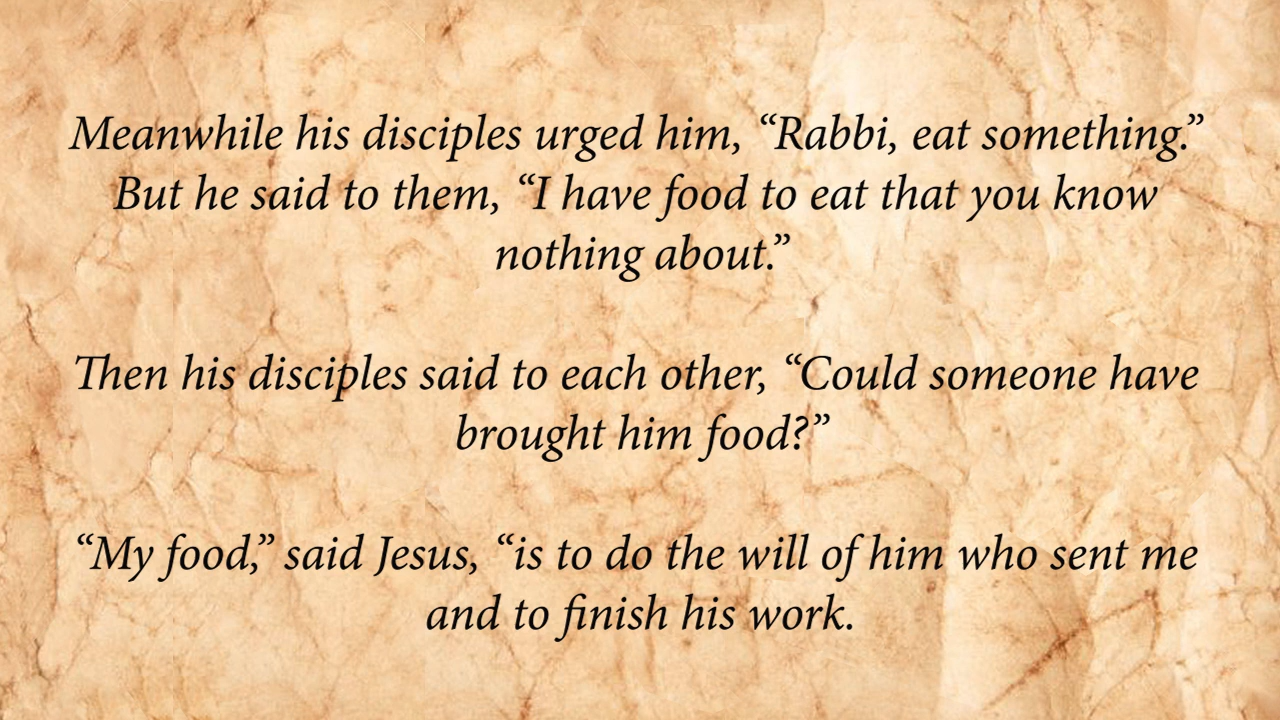 Meanwhile his disciples urged him, “Rabbi, eat something.”
But he said to them, “I have food to eat that you know
nothing about.”
Then his disciples said to each other, “Could someone have
brought him food?”
“My food,” said Jesus, “is to do the will of him who sent me
and to finish his work.